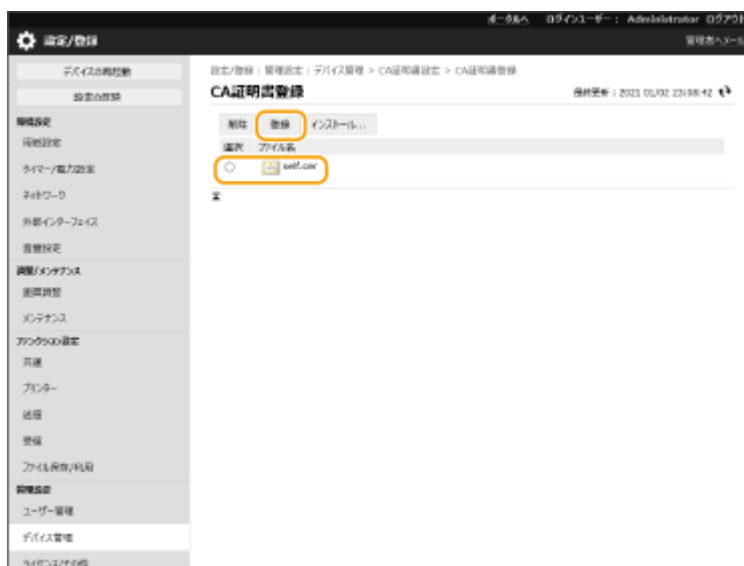 ポータルへ ログインユーザー： Administrator ログアウト
設定/登録
管理者へメール
デバイスの再起動
設定の反映
環境設定
用紙設定
タイマー/電力設定
ネットワーク
外部インターフェイス
音量設定
調整/メンテナンス
画質調整
メンテナンス
ファンクション設定
共通
プリンター
送信
受信
ファイル保存/利用
管理設定
ユーザー管理
デバイス管理
ライセンス/その他
設定/登録 : 管理設定 : デバイス管理 > CA証明書設定 > CA証明書登録
CA証明書登録
最終更新 : 2021 01/02 23:08:42
削除 登録 インストール...
選択 ファイル名
self.cer